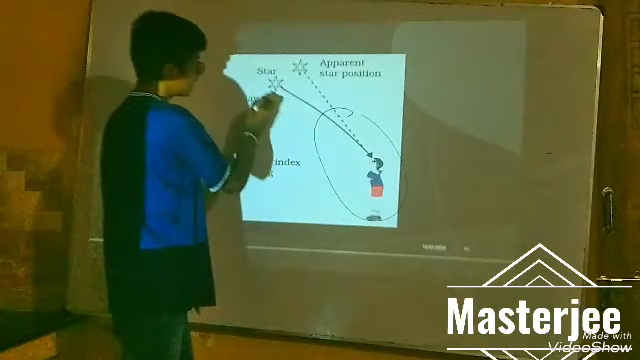 Apparent
star position
Star
index
Masterjee
Made with
VideoShow